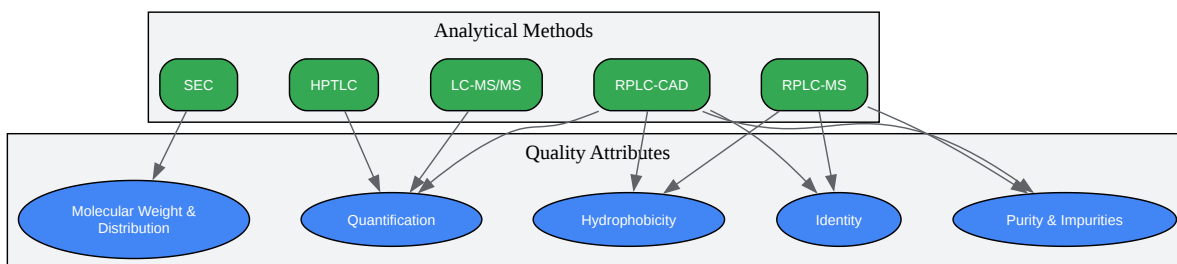 Analytical Methods
SEC
HPTLC
LC-MS/MS
RPLC-CAD
RPLC-MS
Quality Attributes
Molecular Weight &
Distribution
Quantification
Hydrophobicity
Identity
Purity & Impurities